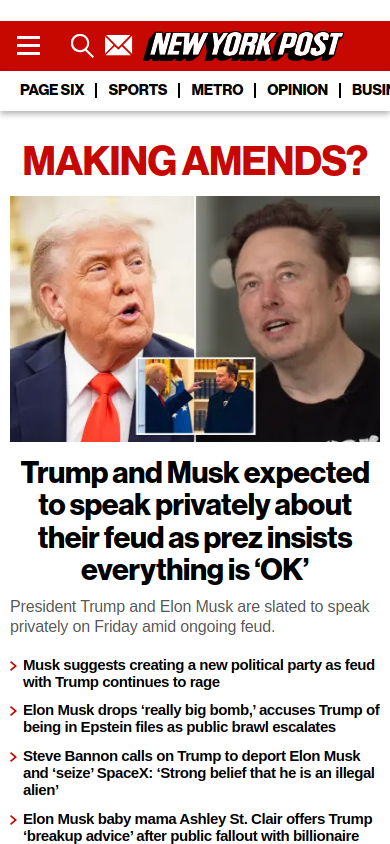 NEW YORK POST
PAGE SIX | SPORTS | METRO | OPINION | BUSIN
MAKING AMENDS?
Trump and Musk expected
to speak privately about
their feud as prez insists
everything is ‘OK’
President Trump and Elon Musk are slated to speak
privately on Friday amid ongoing feud.
Musk suggests creating a new political party as feud
with Trump continues to rage
Elon Musk drops ‘really big bomb,’ accuses Trump of
being in Epstein files as public brawl escalates
Steve Bannon calls on Trump to deport Elon Musk
and ‘seize’ SpaceX: ‘Strong belief that he is an illegal
alien’
Elon Musk baby mama Ashley St. Clair offers Trump
‘breakup advice’ after public fallout with billionaire